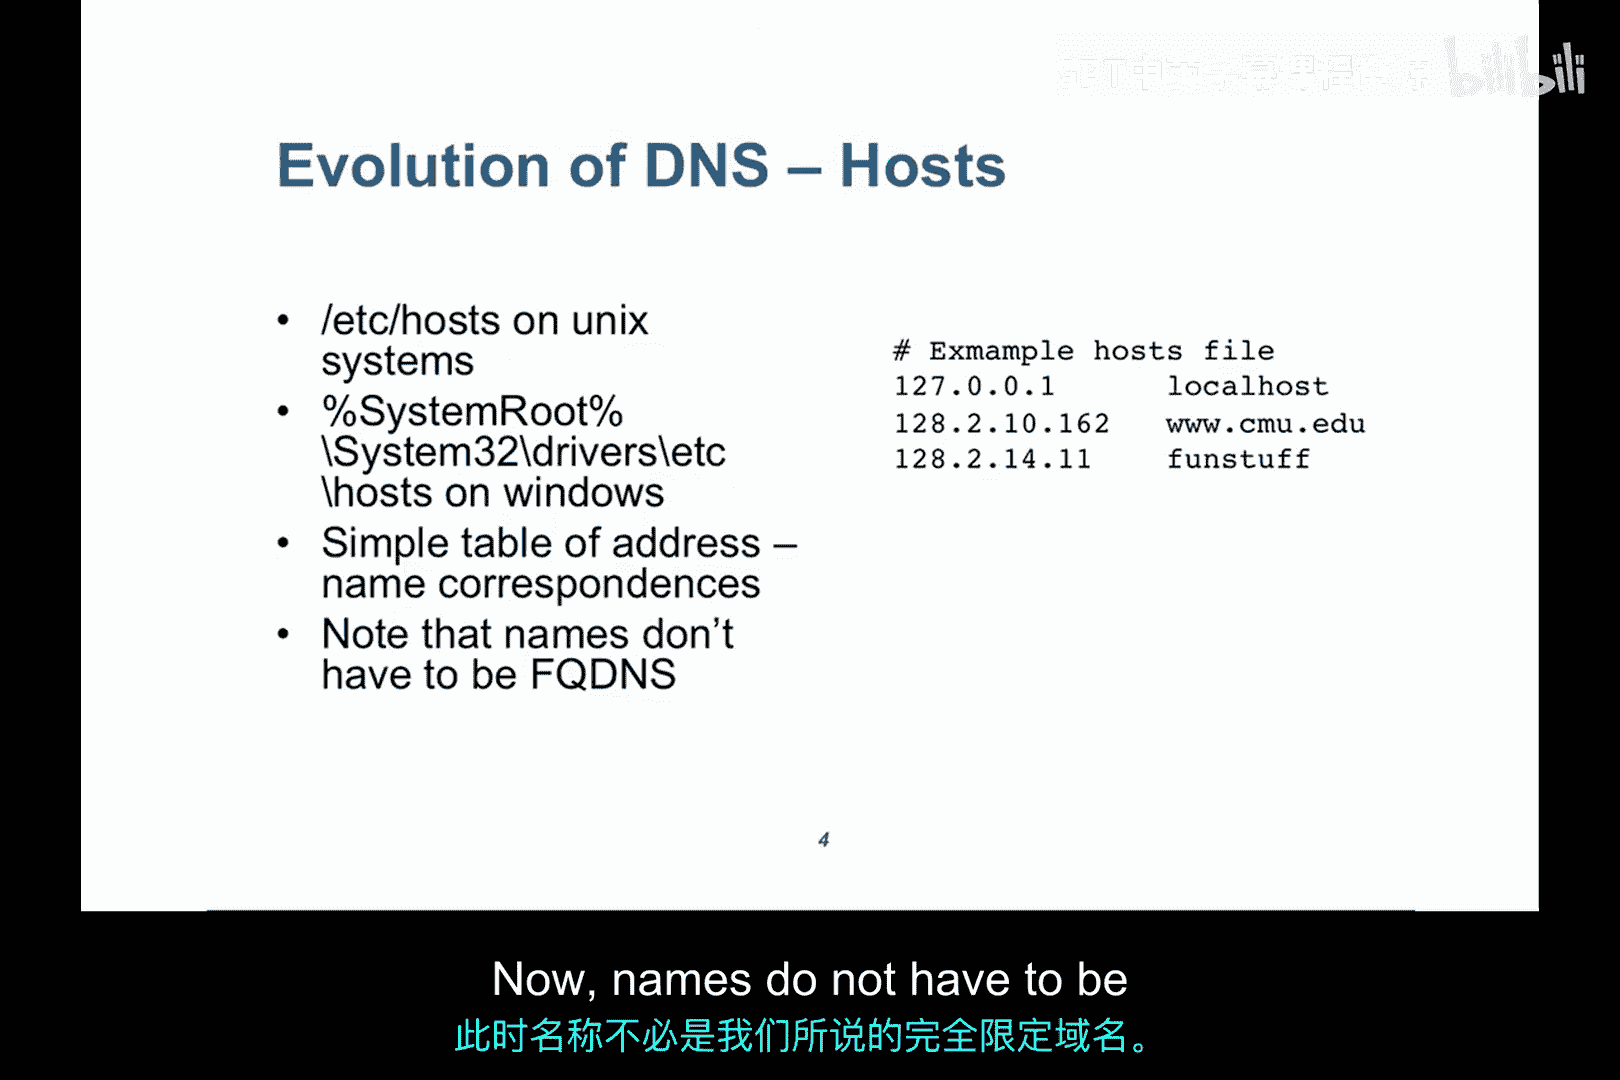 bilibili
Evolution of DNS – Hosts
• /etc/hosts on unix
systems
• %SystemRoot%
\System32\drivers\etc
\hosts on windows
• Simple table of address –
name correspondences
• Note that names don't
have to be FQDNS
# Exmample hosts file
127.0.0.1 localhost
128.2.10.162 www.cmu.edu
128.2.14.11 funstuff
4
Now, names do not have to be
此时名称不必是我们所说的完全限定域名。